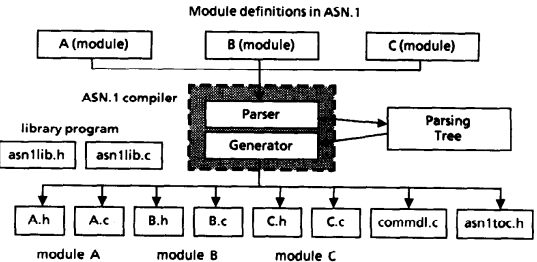 Module definitions in ASN.1
A (module)
B (module)
C (module)
ASN.1 compiler
Parser
Generator
Parsing
Tree
library program
asn1lib.h
asn1lib.c
A.h
A.c
B.h
B.c
C.h
C.c
commdl.c
asn1toc.h
module A
module B
module C